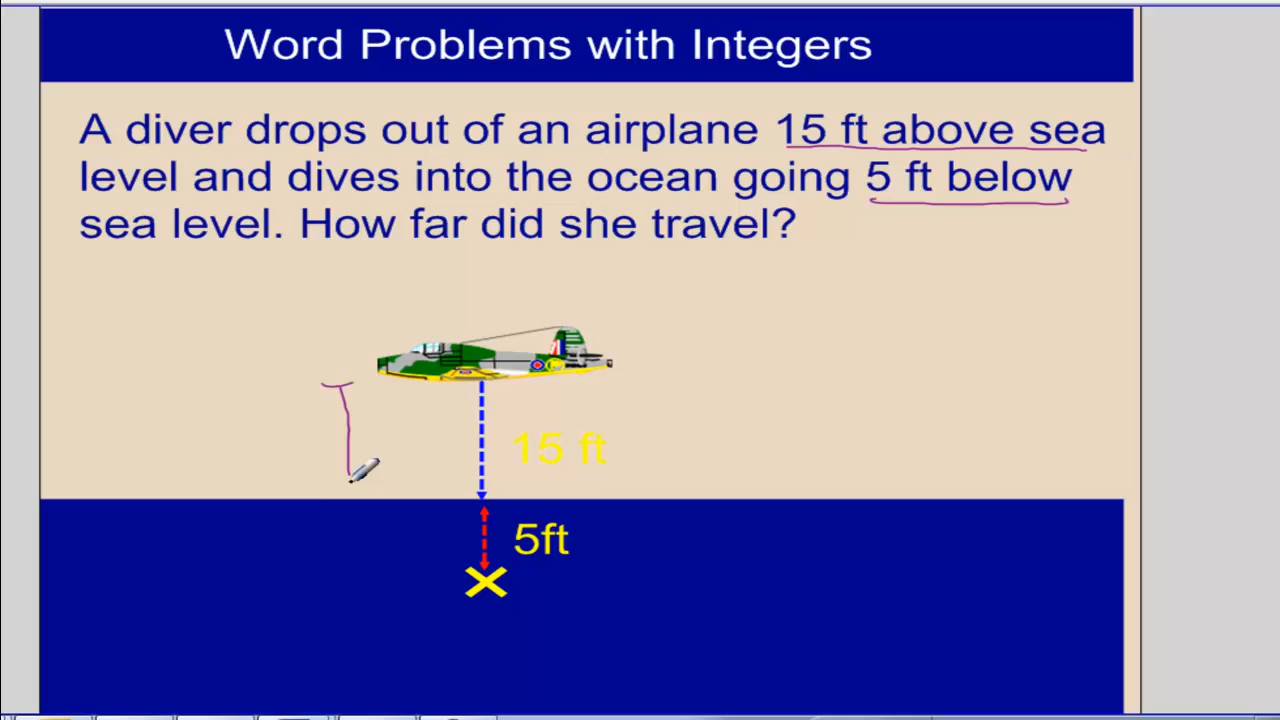 Word Problems with Integers
A diver drops out of an airplane 15 ft above sea
level and dives into the ocean going 5 ft below
sea level. How far did she travel?
15 ft
5ft